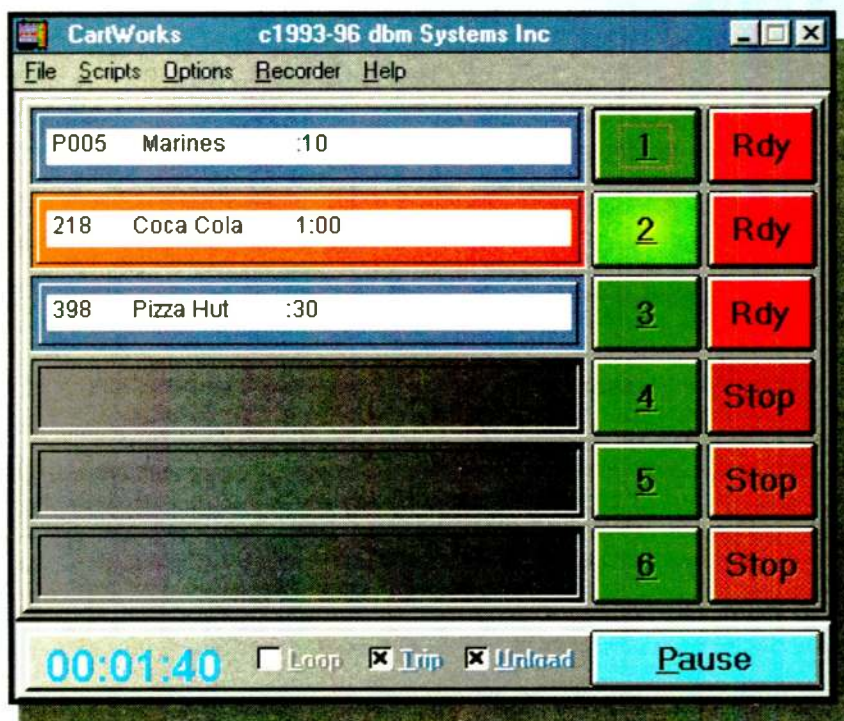 CartWorks c1993-96 dbm Systems Inc
File Scripts Options Recorder Help
P005 Marines :10 1 Rdy
218 Coca Cola 1:00 2 Rdy
398 Pizza Hut :30 3 Rdy
4 Stop
5 Stop
6 Stop
00:01:40 Loop Trip Unload Pause